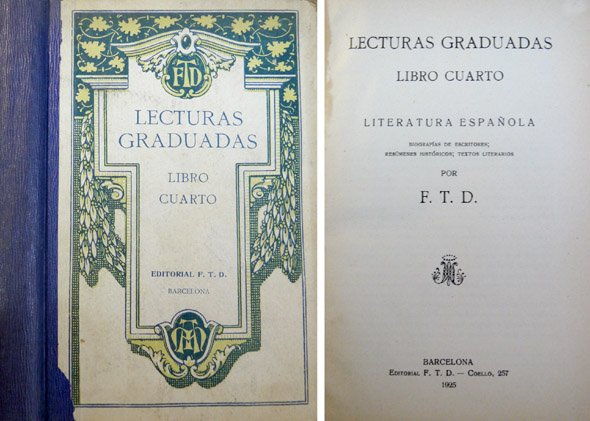 FTD
LECTURAS
GRADUADAS
LIBRO
CUARTO
EDITORIAL F. T. D.
BARCELONA
LECTURAS GRADUADAS
LIBRO CUARTO
LITERATURA ESPAÑOLA
BIOGRAFÍAS DE ESCRITORES;
RESÚMENES HISTÓRICOS; TEXTOS LITERARIOS
POR
F. T. D.
BARCELONA
EDITORIAL F. T. D. — COELLO, 257
1925